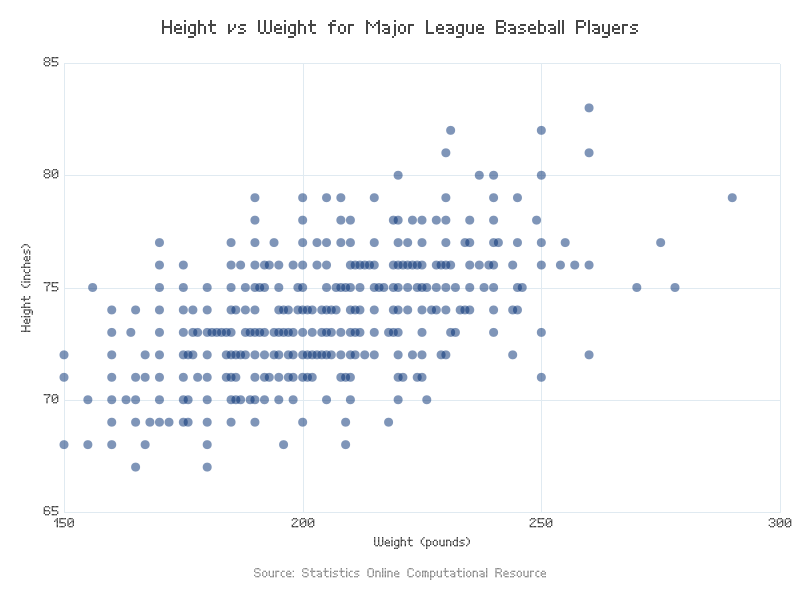 Height vs Weight for Major League Baseball Players
85
80
75
70
65
150
200
250
300
Height (inches)
Weight (pounds)
Source: Statistics Online Computational Resource